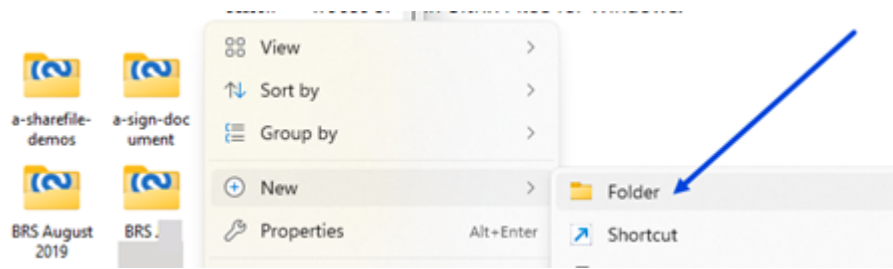 a-sharefile-
demos
a-sign-doc
ument
BRS August
2019
BRS
View
Sort by
Group by
New
Properties Alt+Enter
Folder
Shortcut